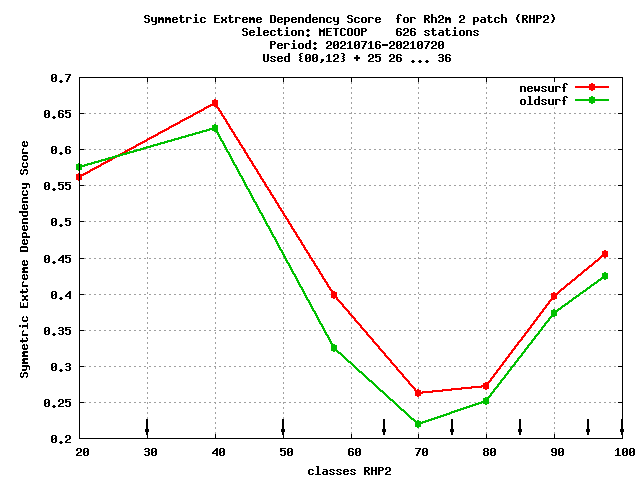 Symmetric Extreme Dependency Score  for Rh2m 2 patch (RHP2)
Selection: METCOOP    626 stations
Period: 20210716-20210720
Used {00,12} + 25 26 ... 36
newsurf
oldsurf
0.7
0.65
0.6
0.55
0.5
0.45
0.4
0.35
0.3
0.25
0.2
Symmetric Extreme Dependency Score
20 40 50 60 70 80 90 100
classes RHP2